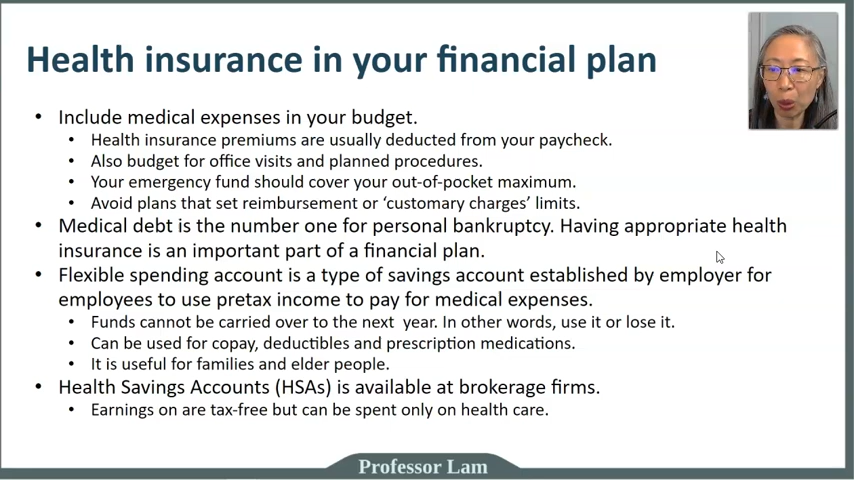 Health insurance in your financial plan
• Include medical expenses in your budget.
• Health insurance premiums are usually deducted from your paycheck.
• Also budget for office visits and planned procedures.
• Your emergency fund should cover your out-of-pocket maximum.
• Avoid plans that set reimbursement or ‘customary charges’ limits.
• Medical debt is the number one for personal bankruptcy. Having appropriate health
insurance is an important part of a financial plan.
• Flexible spending account is a type of savings account established by employer for
employees to use pretax income to pay for medical expenses.
• Funds cannot be carried over to the next  year. In other words, use it or lose it.
• Can be used for copay, deductibles and prescription medications.
• It is useful for families and elder people.
• Health Savings Accounts (HSAs) is available at brokerage firms.
• Earnings on are tax-free but can be spent only on health care.
Professor Lam